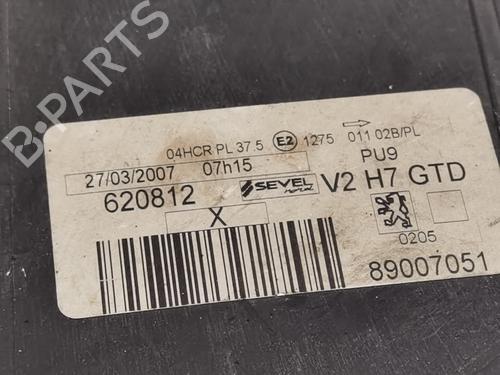 04HCR PL 37.5 E2 1275 011 02B/PL
27/03/2007 07h15 PU9
620812 SEVEL V2 H7 GTD
X
0205
89007051
B-PARTS